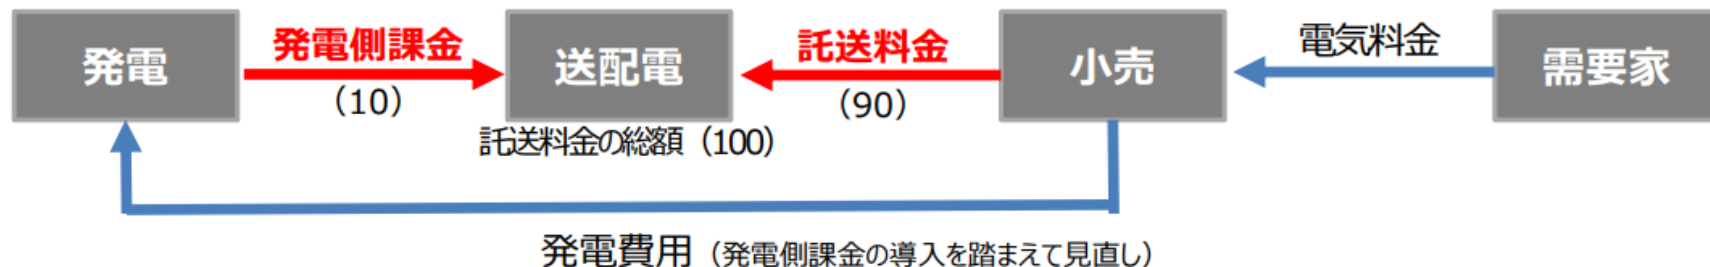 発電
発電側課金
（10）
送配電
託送料金の総額（100）
託送料金
（90）
小売
電気料金
需要家
発電費用（発電側課金の導入を踏まえて見直し）